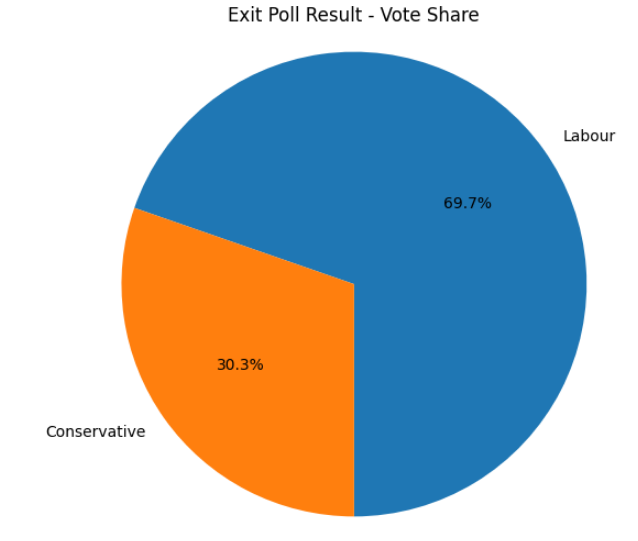 Exit Poll Result - Vote Share
Labour
69.7%
30.3%
Conservative